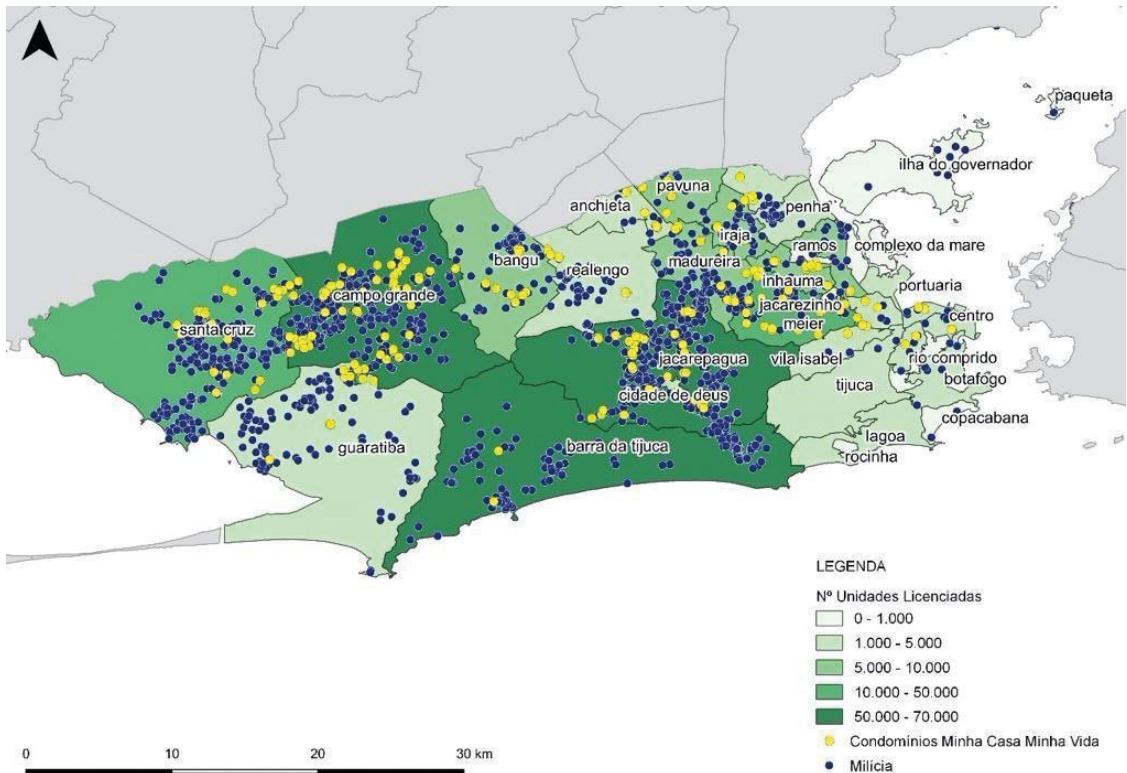 paqueta
ilha do governador
pavuna
anchieta
penha
iraja
ramos
complexo da mare
bangu
realengo
madureira
inhauma
portuaria
campo grande
jacarezinho
centro
meier
santa cruz
jacarepagua
vila isabel
rio comprido
tijuca
botafogo
cidade de deus
copacabana
guaratiba
barra da tijuca
lagoa
rocinha
LEGENDA
Nº Unidades Licenciadas
0 - 1.000
1.000 - 5.000
5.000 - 10.000
10.000 - 50.000
50.000 - 70.000
Condomínios Minha Casa Minha Vida
Milícia
0 10 20 30 km